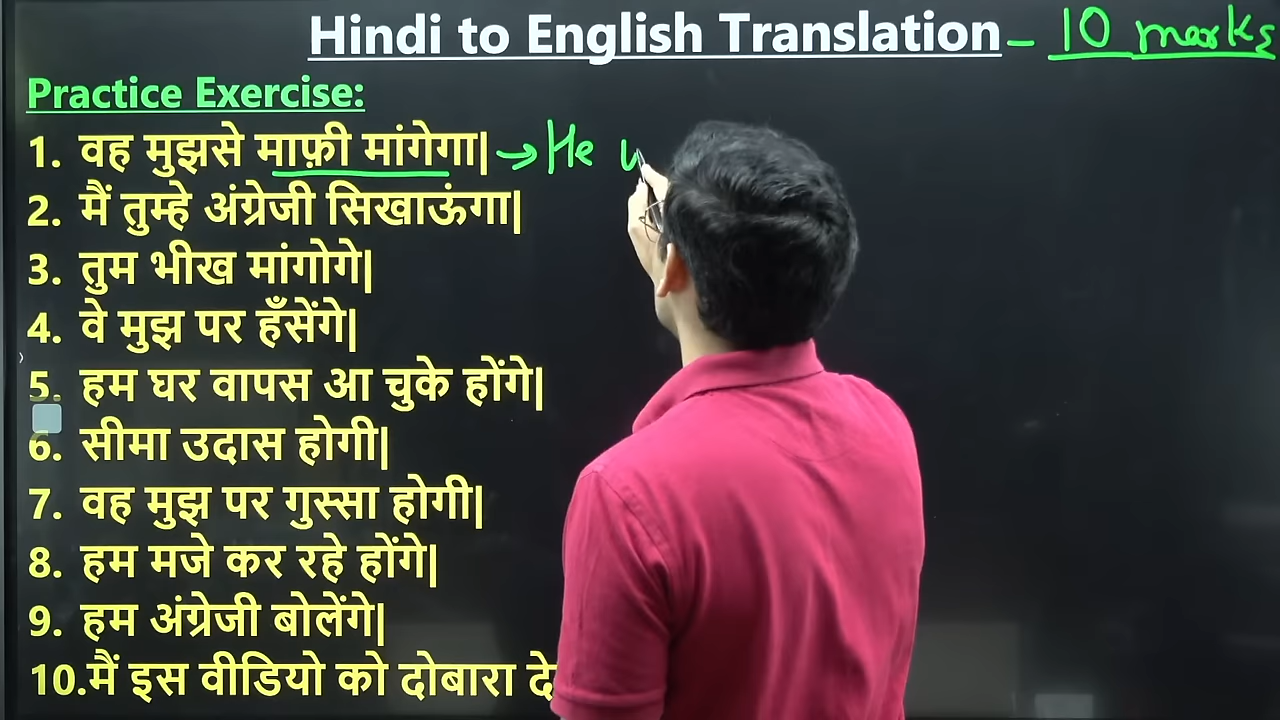 Hindi to English Translation – 10 marks
Practice Exercise:
1. वह मुझसे माफ़ी मांगेगा| → He
2. मैं तुम्हे अंग्रेजी सिखाऊंगा|
3. तुम भीख मांगोगे|
4. वे मुझ पर हँसेंगे|
5. हम घर वापस आ चुके होंगे|
6. सीमा उदास होगी|
7. वह मुझ पर गुस्सा होगी|
8. हम मजे कर रहे होंगे|
9. हम अंग्रेजी बोलेंगे|
10.मैं इस वीडियो को दोबारा